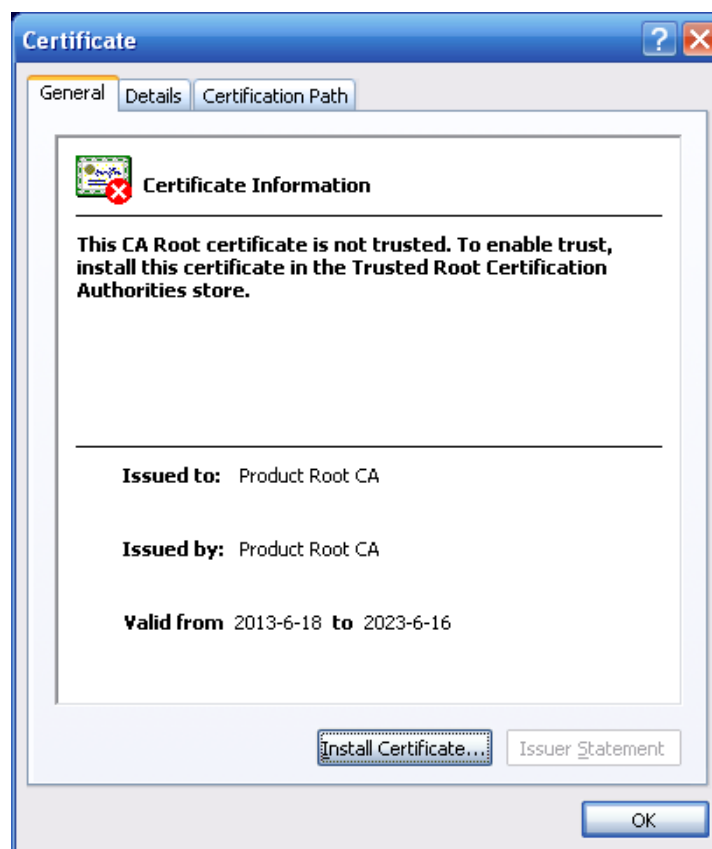 Certificate
General Details Certification Path
Certificate Information
This CA Root certificate is not trusted. To enable trust,
install this certificate in the Trusted Root Certification
Authorities store.
Issued to: Product Root CA
Issued by: Product Root CA
Valid from 2013-6-18 to 2023-6-16
Install Certificate... Issuer Statement
OK